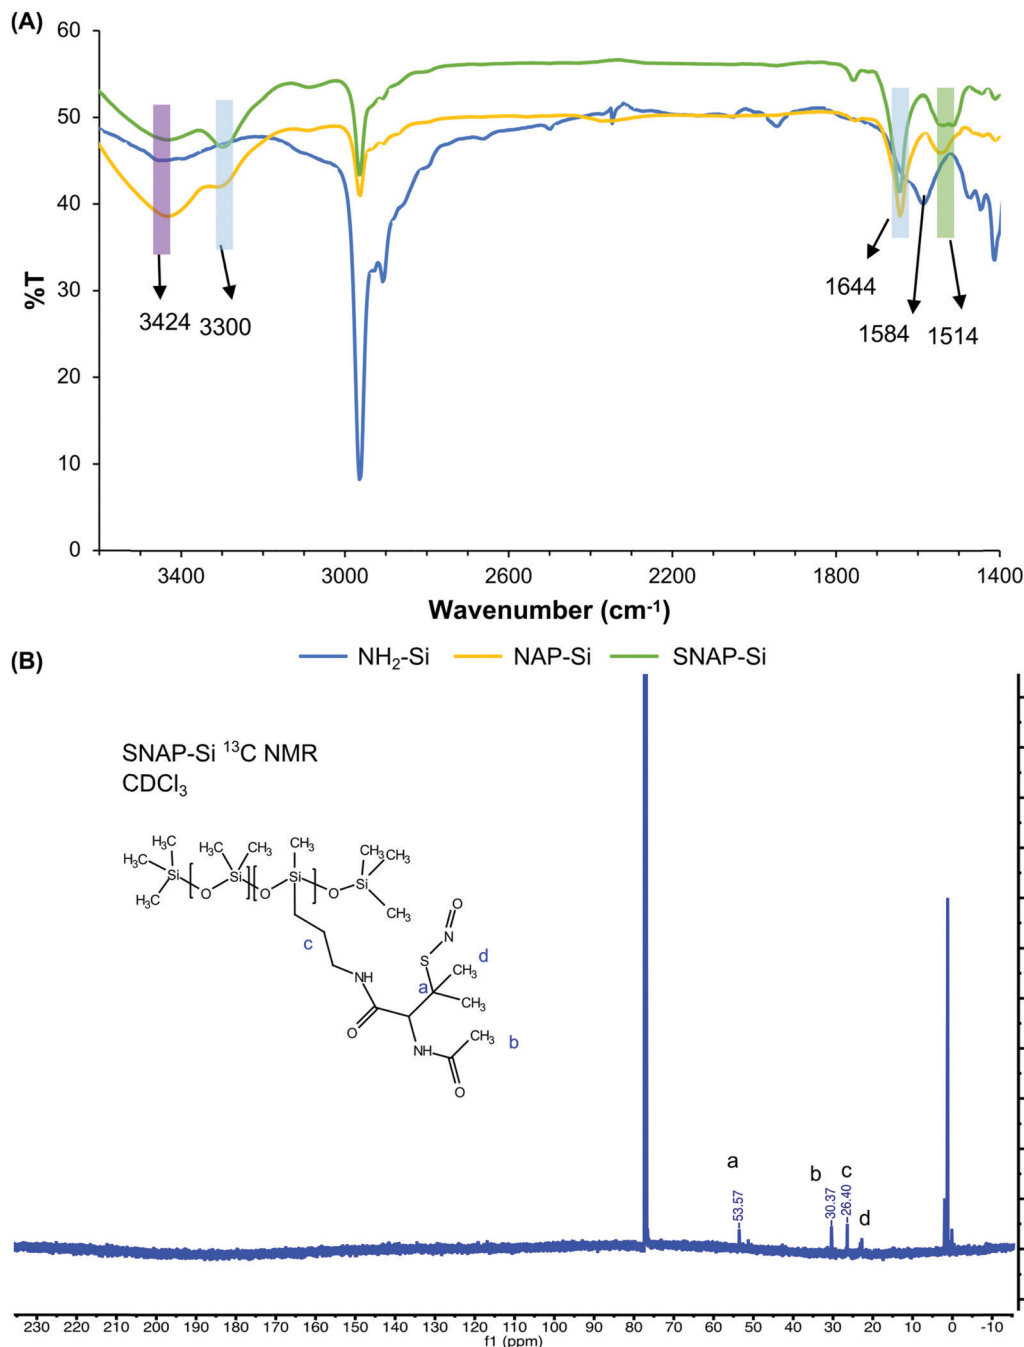 (A)
60
50
40
30
20
10
0
%T
3424
3300
1644
1584
1514
3400
3000
2600
2200
1800
1400
Wavenumber (cm⁻¹)
(B)
NH₂-Si
NAP-Si
SNAP-Si
SNAP-Si ¹³C NMR
CDCl₃
H₃C
CH₃
H₃C
CH₃
CH₃
CH₃
H₃C
CH₃
Si
Si
Si
Si
O
O
O
H₃C
CH₃
O
N
c
S
d
CH₃
NH
a
CH₃
O
CH₃
b
NH
O
a
b
c
d
53.57
30.37
26.40
230 220 210 200 190 180 170 160 150 140 130 120 110 100 90 80 70 60 50 40 30 20 10 0 -10
f1 (ppm)